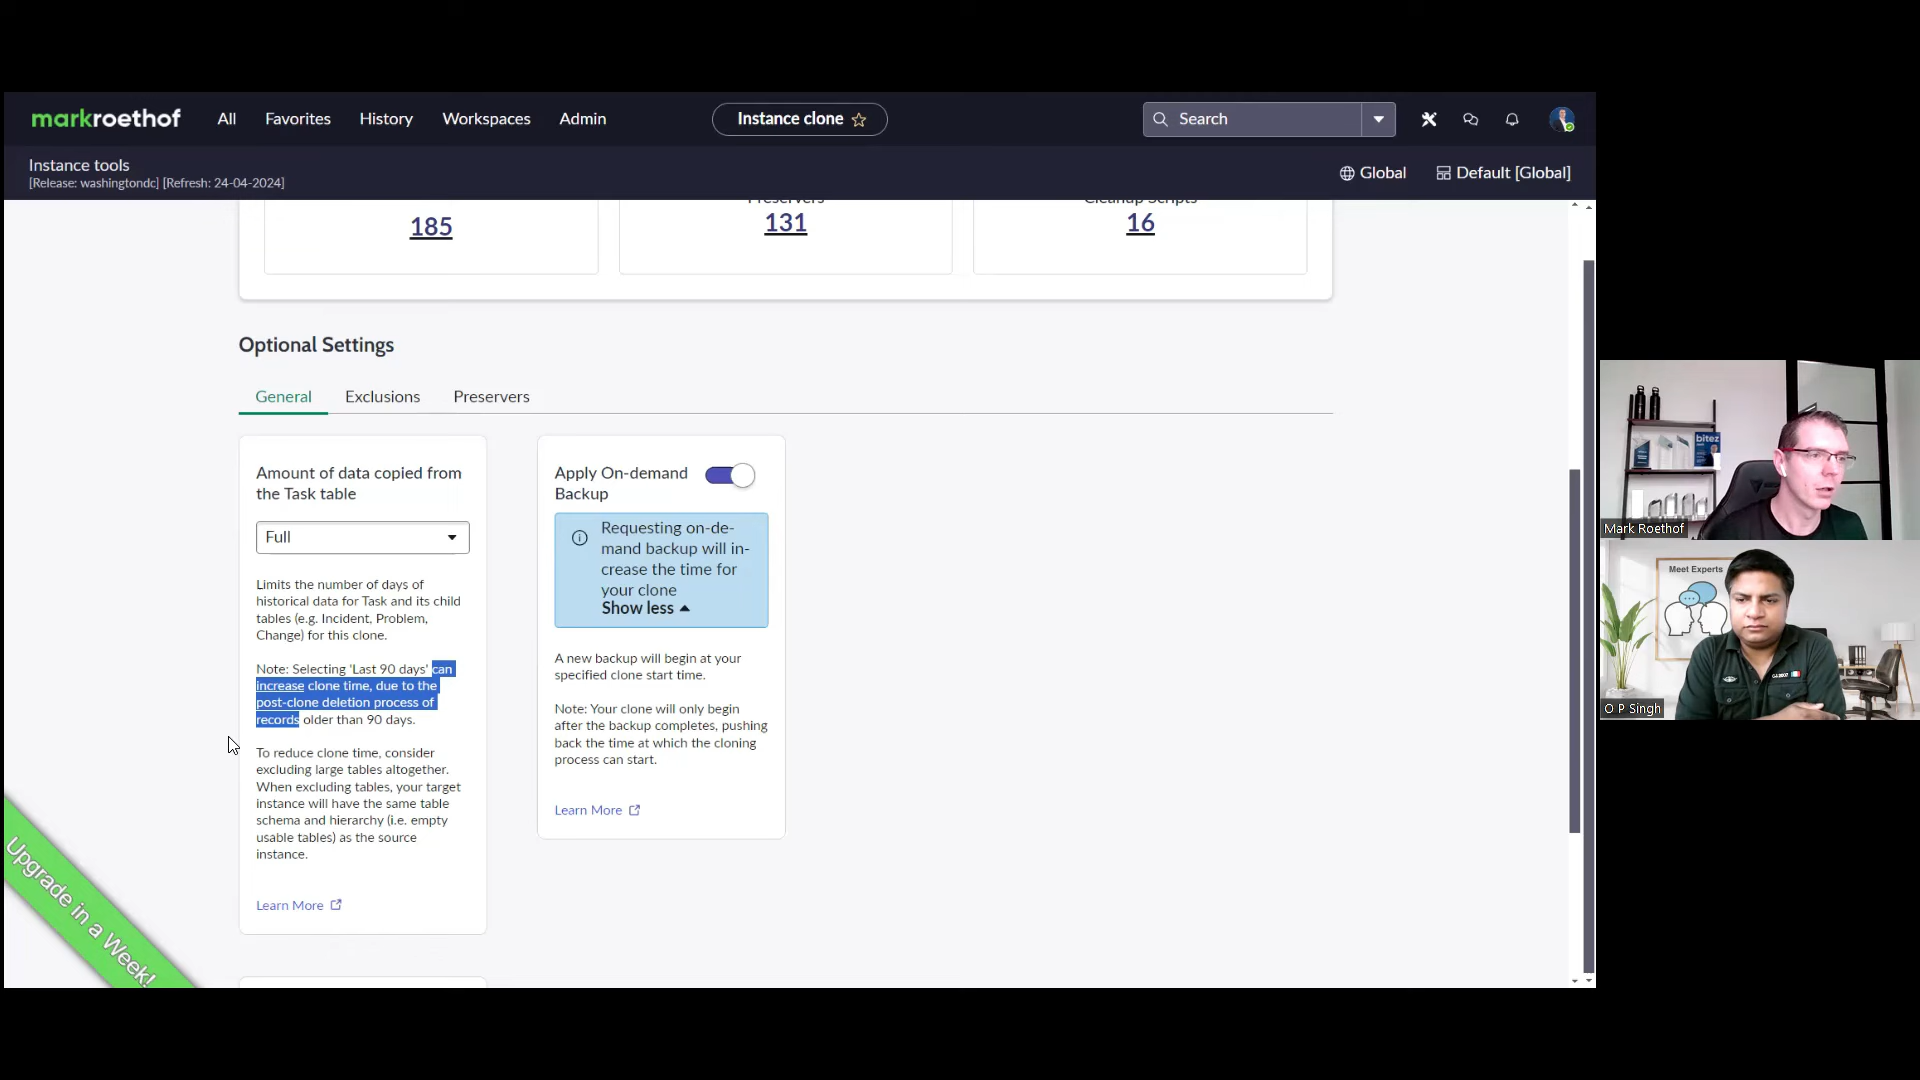 markroethof
All
Favorites
History
Workspaces
Admin
Instance clone
Search
Instance tools
[Release: washingtondc] [Refresh: 24-04-2024]
Global
Default [Global]
Preservers
Cleanup Scripts
185
131
16
Optional Settings
General
Exclusions
Preservers
Amount of data copied from
the Task table
Full
Limits the number of days of
historical data for Task and its child
tables (e.g. Incident, Problem,
Change) for this clone.
Note: Selecting 'Last 90 days' can
increase clone time, due to the
post-clone deletion process of
records older than 90 days.
To reduce clone time, consider
excluding large tables altogether.
When excluding tables, your target
instance will have the same table
schema and hierarchy (i.e. empty
usable tables) as the source
instance.
Learn More
Apply On-demand
Backup
Requesting on-de-
mand backup will in-
crease the time for
your clone
Show less
A new backup will begin at your
specified clone start time.
Note: Your clone will only begin
after the backup completes, pushing
back the time at which the cloning
process can start.
Learn More
Upgrade in a Week!
bitez
Mark Roethof
Meet Experts
O P Singh